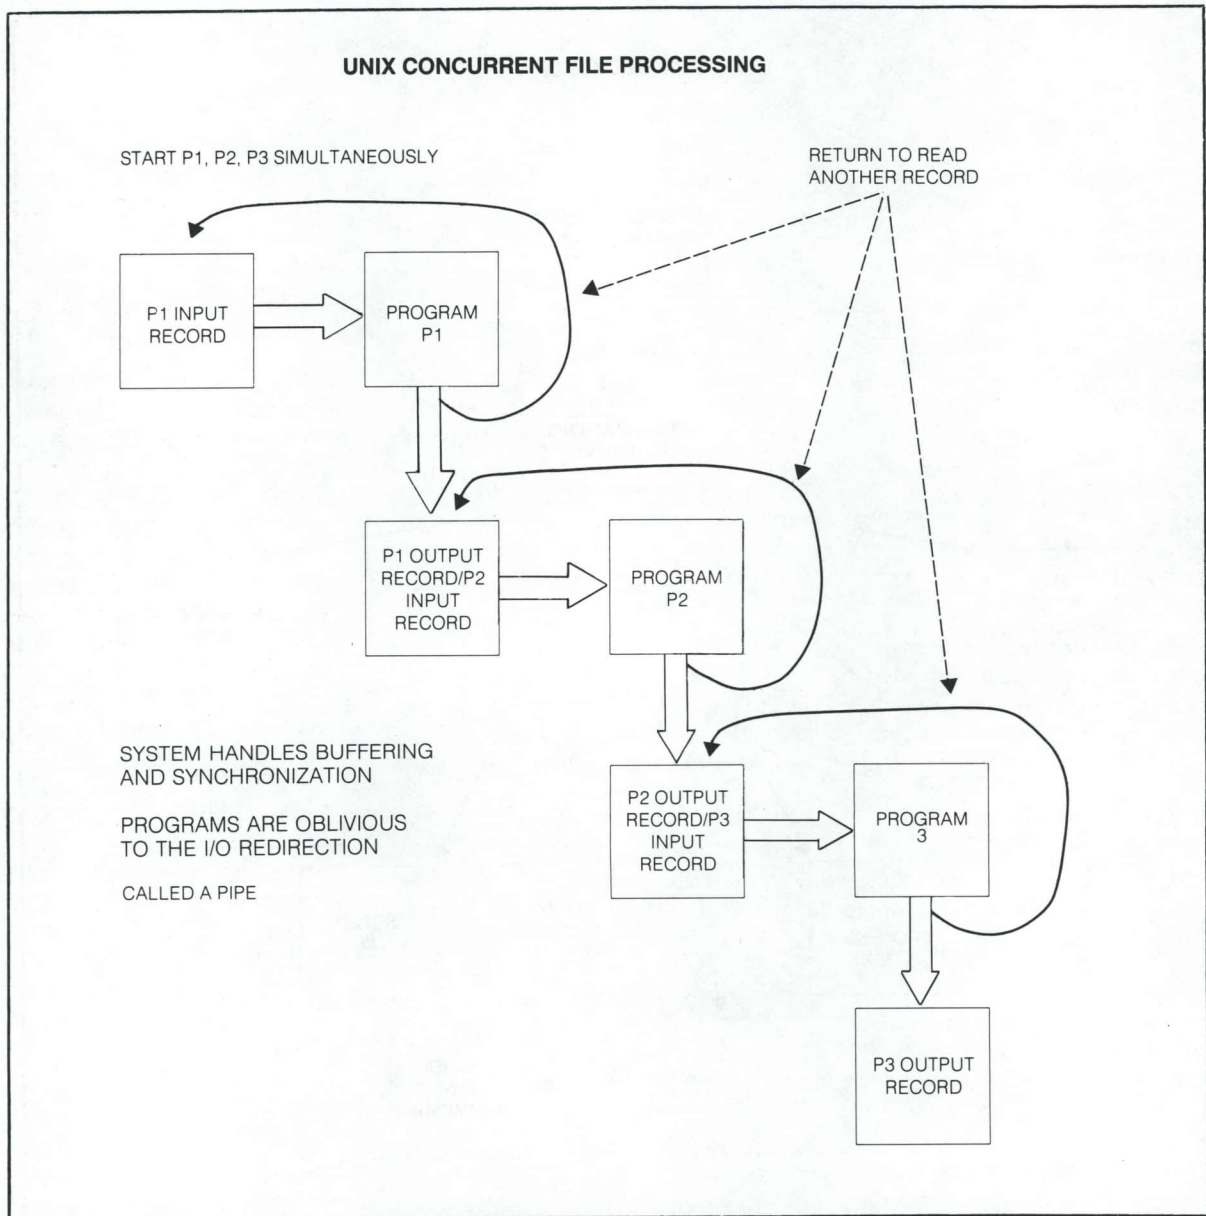 UNIX CONCURRENT FILE PROCESSING
START P1, P2, P3 SIMULTANEOUSLY
RETURN TO READ
ANOTHER RECORD
P1 INPUT
RECORD
PROGRAM
P1
P1 OUTPUT
RECORD/P2
INPUT
RECORD
PROGRAM
P2
SYSTEM HANDLES BUFFERING
AND SYNCHRONIZATION
PROGRAMS ARE OBLIVIOUS
TO THE I/O REDIRECTION
CALLED A PIPE
P2 OUTPUT
RECORD/P3
INPUT
RECORD
PROGRAM
3
P3 OUTPUT
RECORD